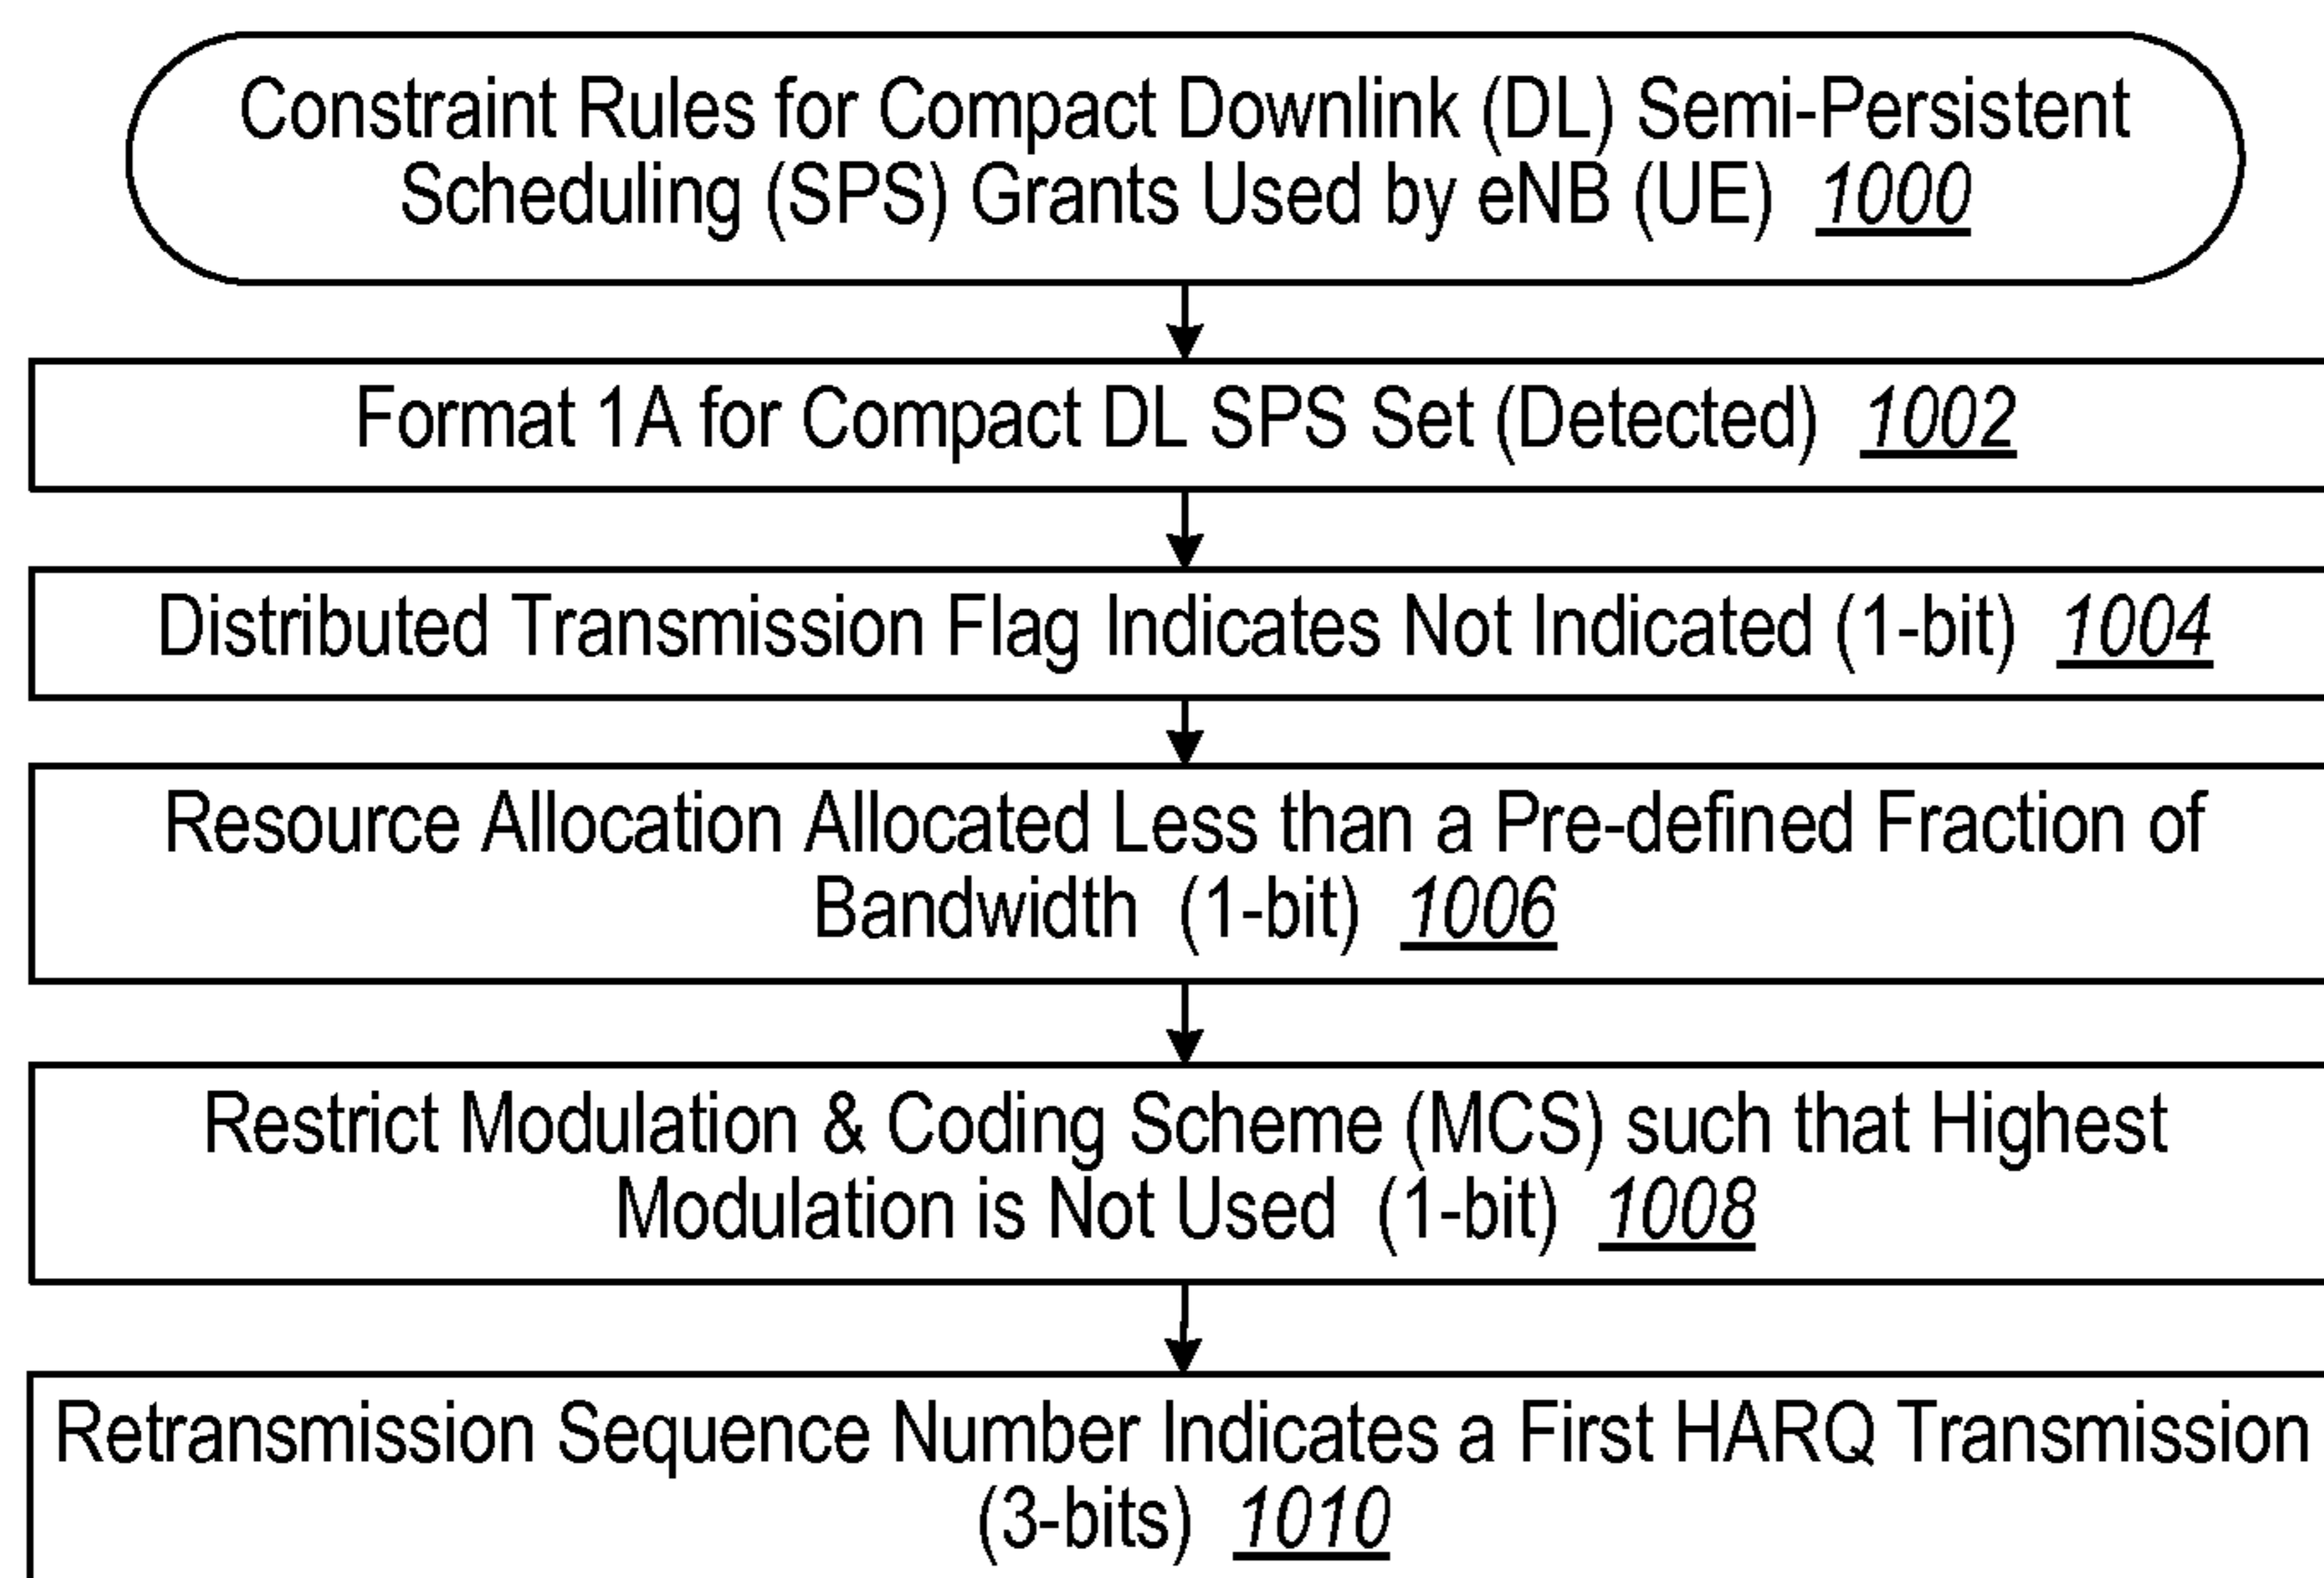 Constraint Rules for Compact Downlink (DL) Semi-Persistent
Scheduling (SPS) Grants Used by eNB (UE) 1000
Format 1A for Compact DL SPS Set (Detected) 1002
Distributed Transmission Flag Indicates Not Indicated (1-bit) 1004
Resource Allocation Allocated Less than a Pre-defined Fraction of
Bandwidth (1-bit) 1006
Restrict Modulation & Coding Scheme (MCS) such that Highest
Modulation is Not Used (1-bit) 1008
Retransmission Sequence Number Indicates a First HARQ Transmission
(3-bits) 1010